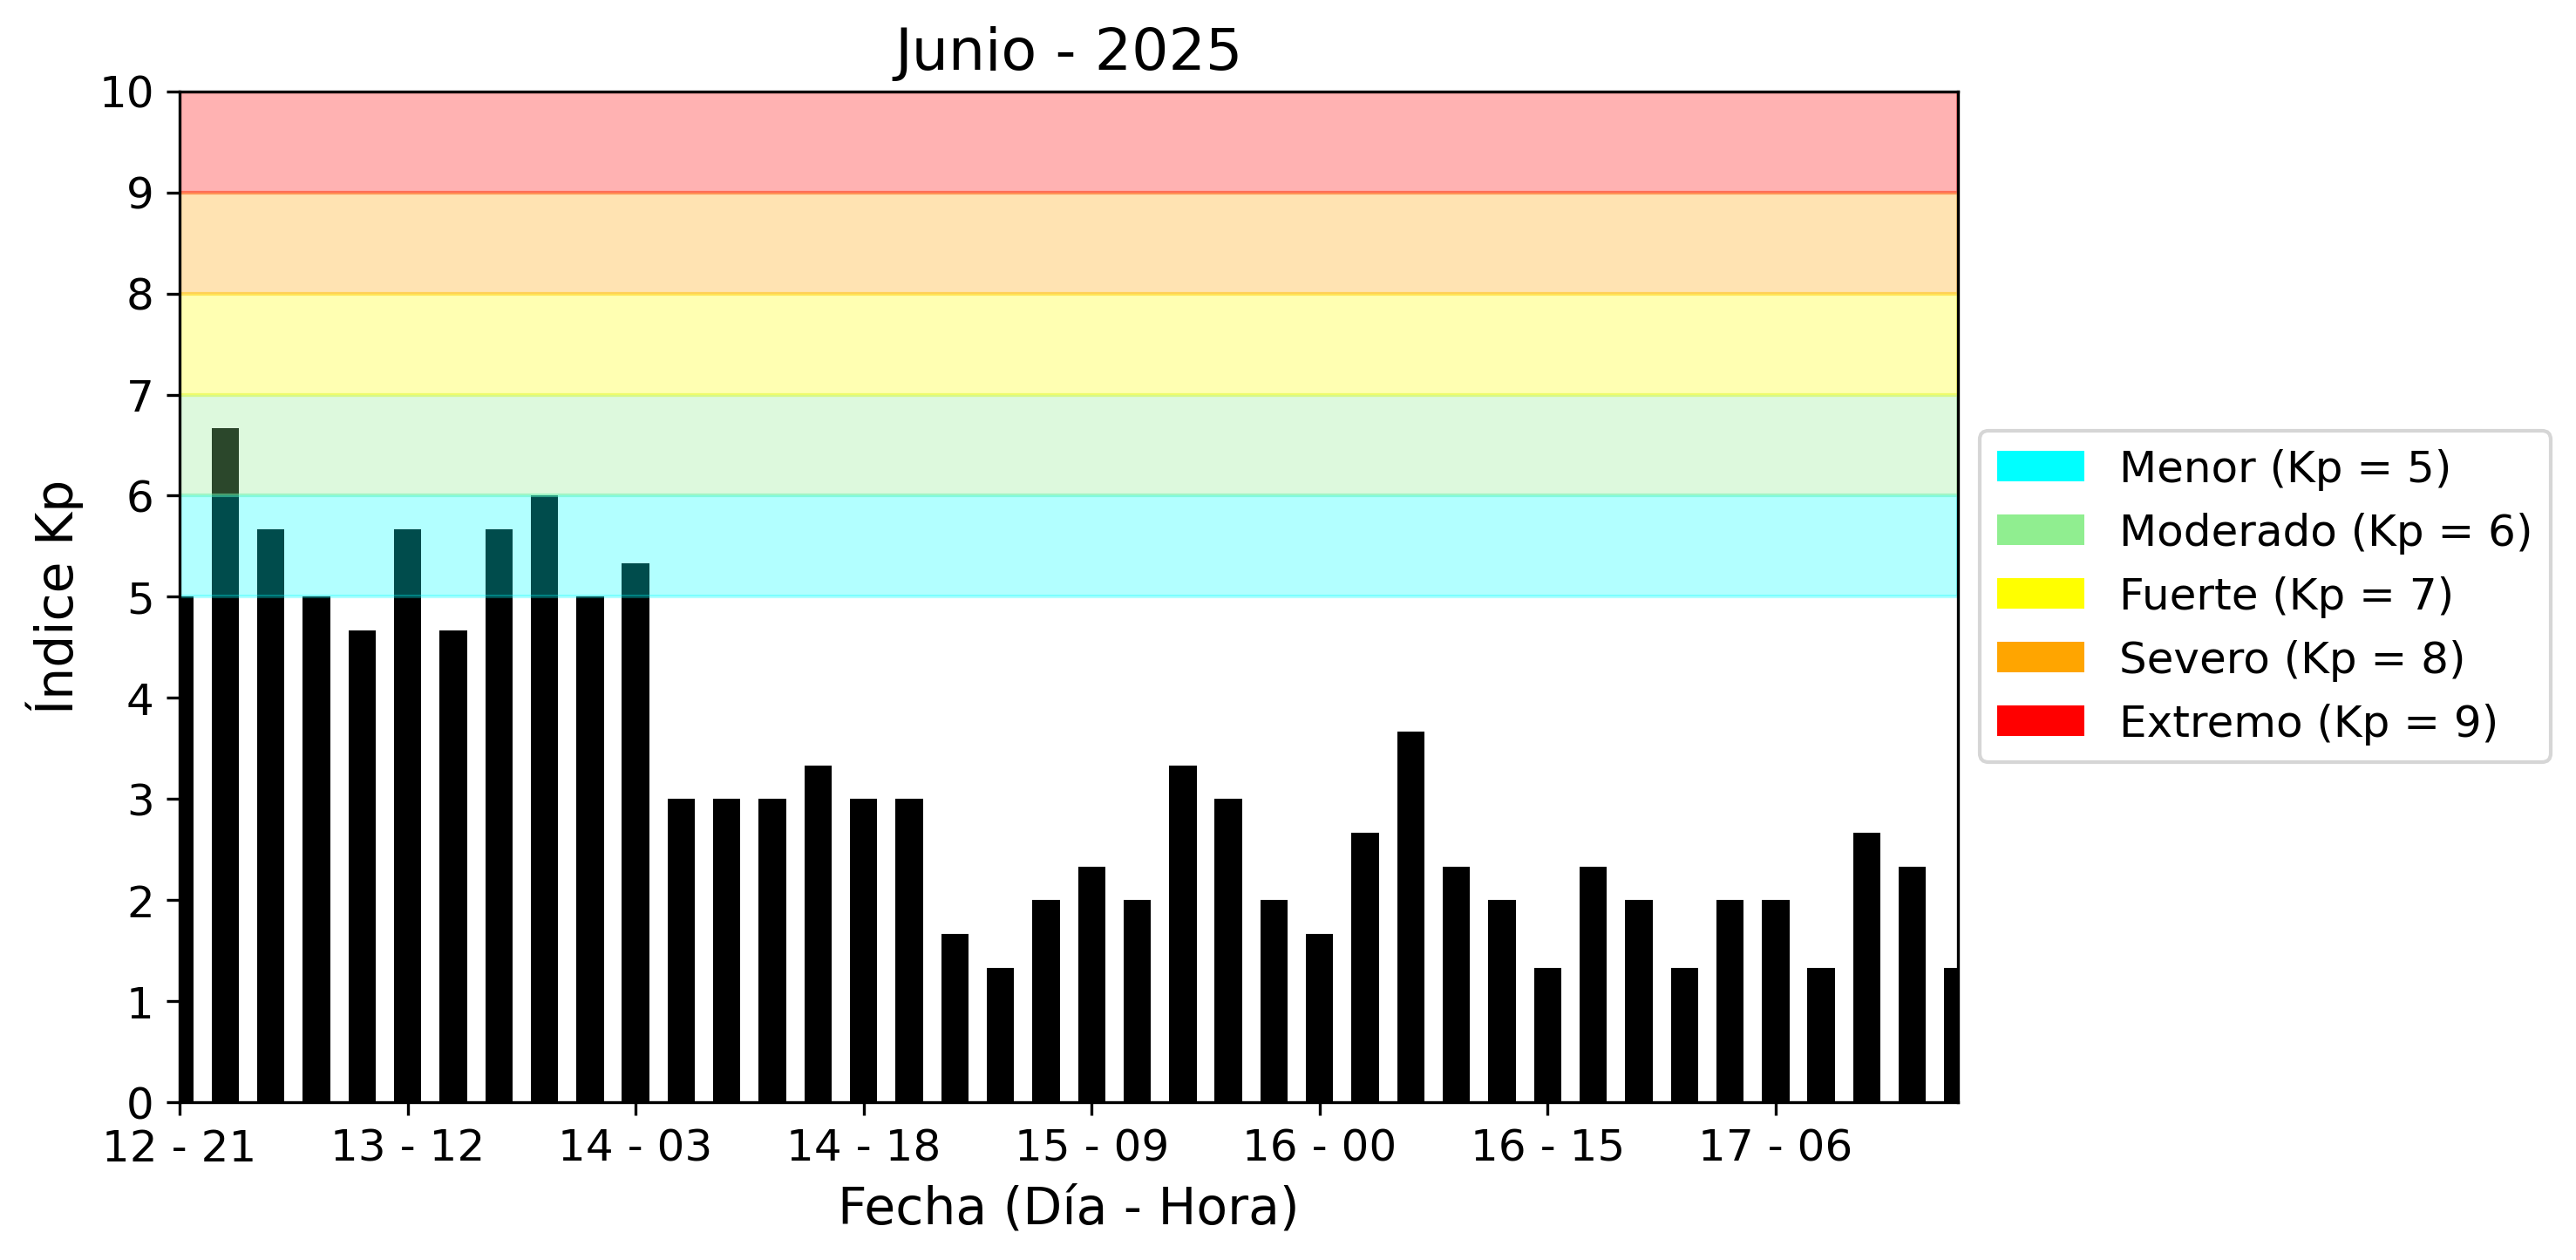 Junio - 2025
10
9
8
7
6
5
4
3
2
1
0
Índice Kp
12 - 21 13 - 12 14 - 03 14 - 18 15 - 09 16 - 00 16 - 15 17 - 06
Fecha (Día - Hora)
Menor (Kp = 5)
Moderado (Kp = 6)
Fuerte (Kp = 7)
Severo (Kp = 8)
Extremo (Kp = 9)